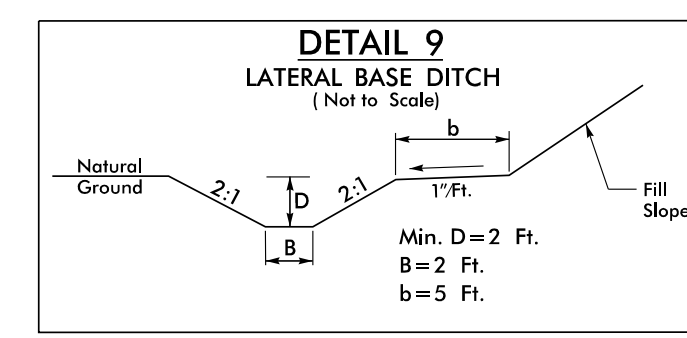 DETAIL 9
LATERAL BASE DITCH
( Not to Scale)
b
Natural
Ground
2:1
D
2:1
1"/Ft.
Fill
Slope
B
Min. D=2 Ft.
B=2 Ft.
b=5 Ft.